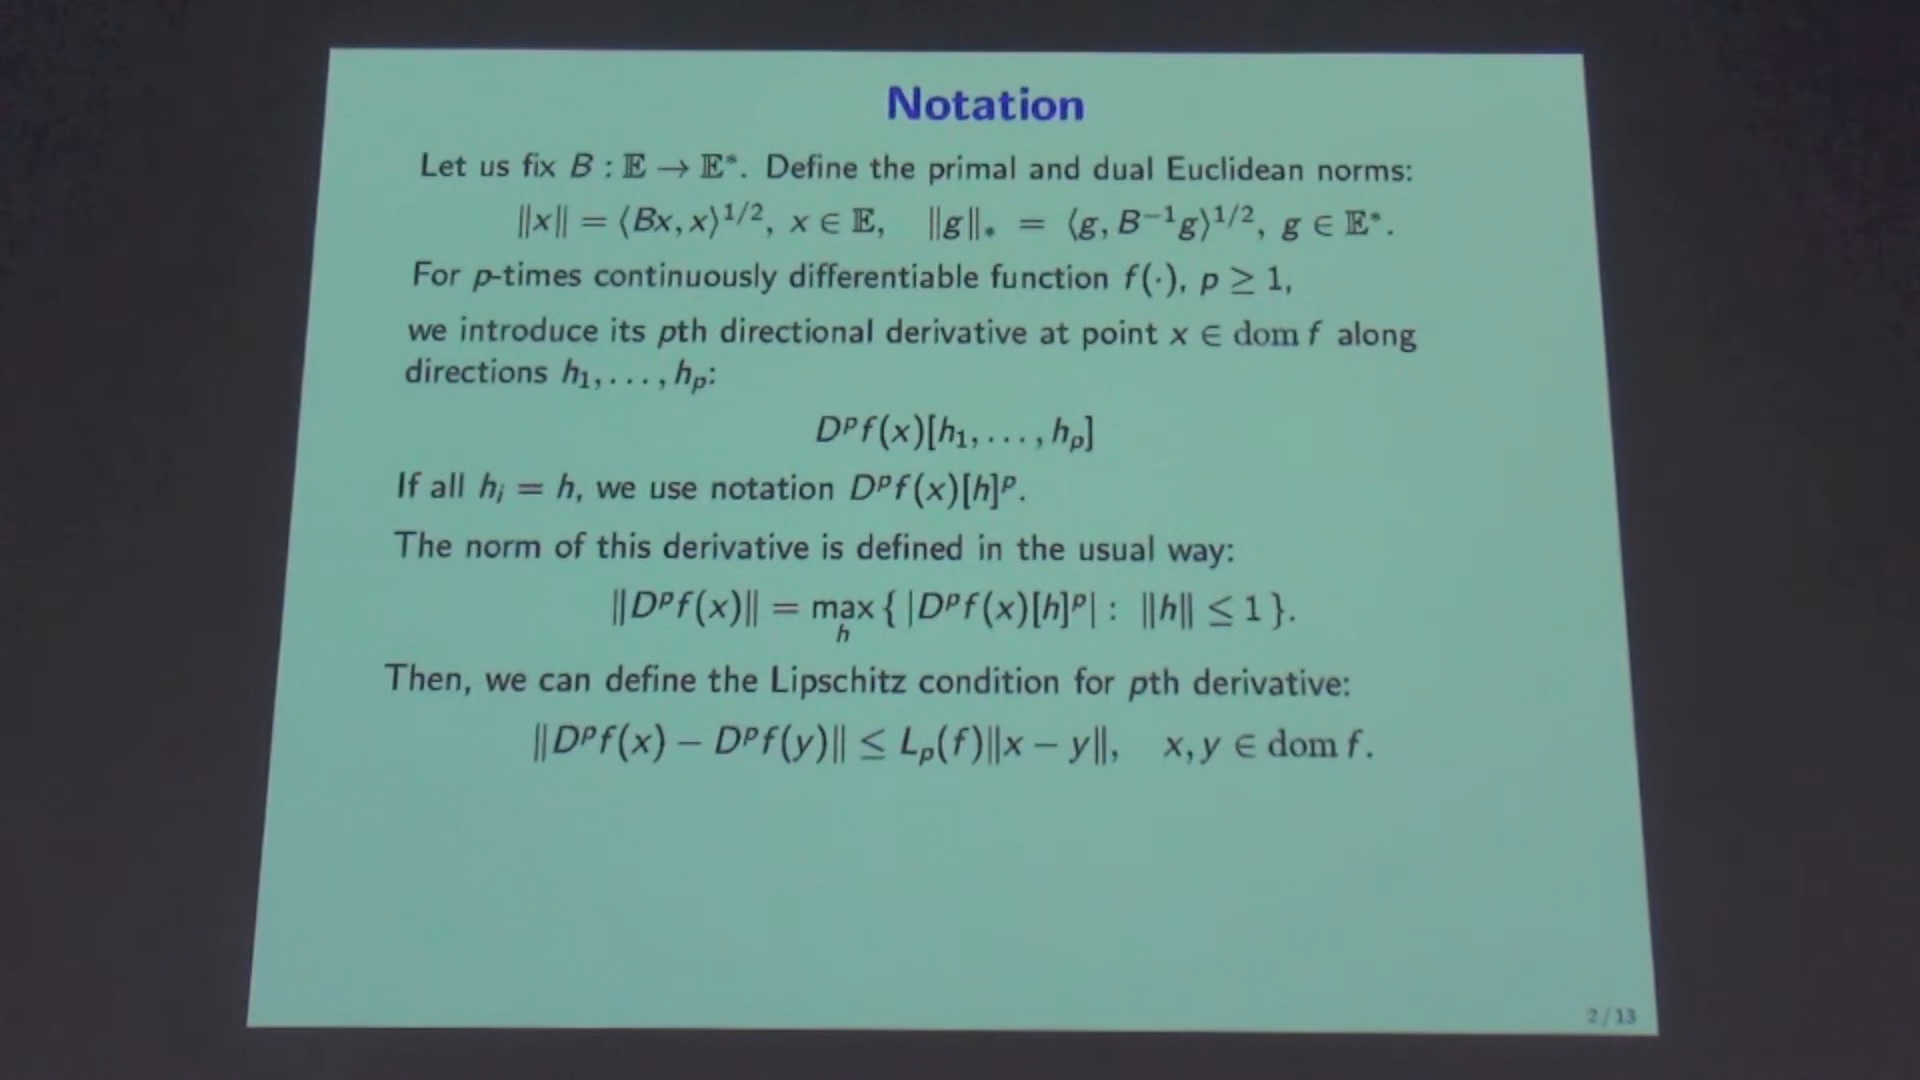 Notation
Let us fix B : 𝔼 → 𝔼*. Define the primal and dual Euclidean norms:
‖x‖ = ⟨Bx, x⟩^{1/2}, x ∈ 𝔼, ‖g‖_* = ⟨g, B^{−1}g⟩^{1/2}, g ∈ 𝔼*.
For p-times continuously differentiable function f(·), p ≥ 1,
we introduce its pth directional derivative at point x ∈ dom f along
directions h₁, . . . , h_p:
D^p f(x)[h₁, . . . , h_p]
If all h_i = h, we use notation D^p f(x)[h]^p.
The norm of this derivative is defined in the usual way:
‖D^p f(x)‖ = max_h { |D^p f(x)[h]^p| : ‖h‖ ≤ 1 }.
Then, we can define the Lipschitz condition for pth derivative:
‖D^p f(x) − D^p f(y)‖ ≤ L_p(f)‖x − y‖, x, y ∈ dom f.
2 / 13